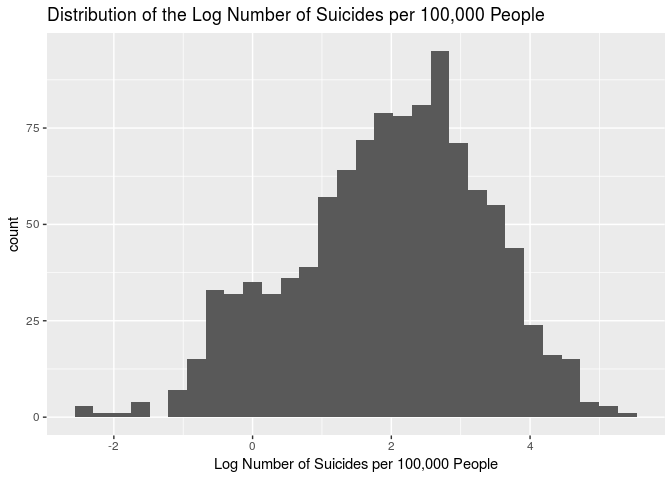 Distribution of the Log Number of Suicides per 100,000 People
75
50
25
0
count
-2
0
2
4
Log Number of Suicides per 100,000 People